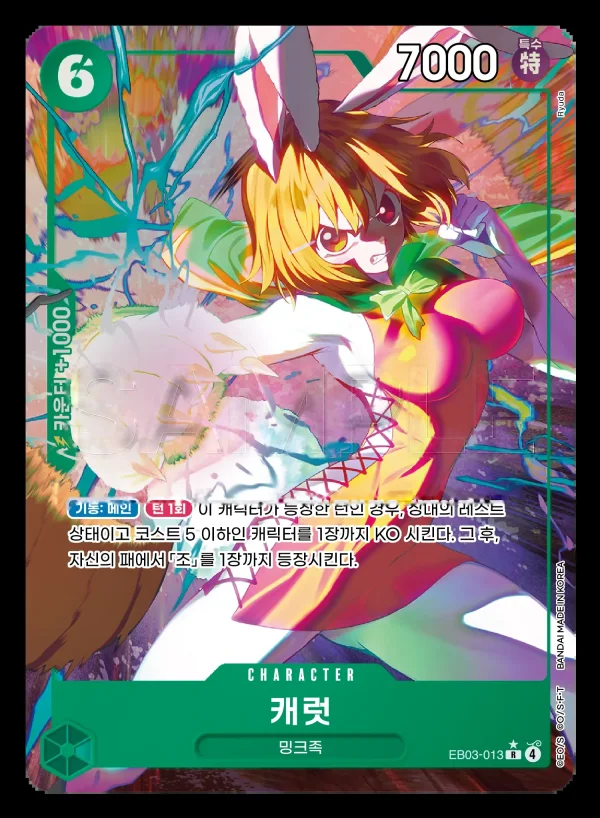 6
7000
특수
特
Ryuda
카운터 +1000
SAMPLE
기동: 메인 턴 1회 이 캐릭터가 등장한 턴인 경우, 상대의 레스트
상태이고 코스트 5 이하인 캐릭터를 1장까지 KO 시킨다. 그 후,
자신의 패에서 「조」를 1장까지 등장시킨다.
CHARACTER
캐럿
밍크족
EB03-013 R 4
©EO/S ©O/S·F·T BANDAI MADE IN KOREA